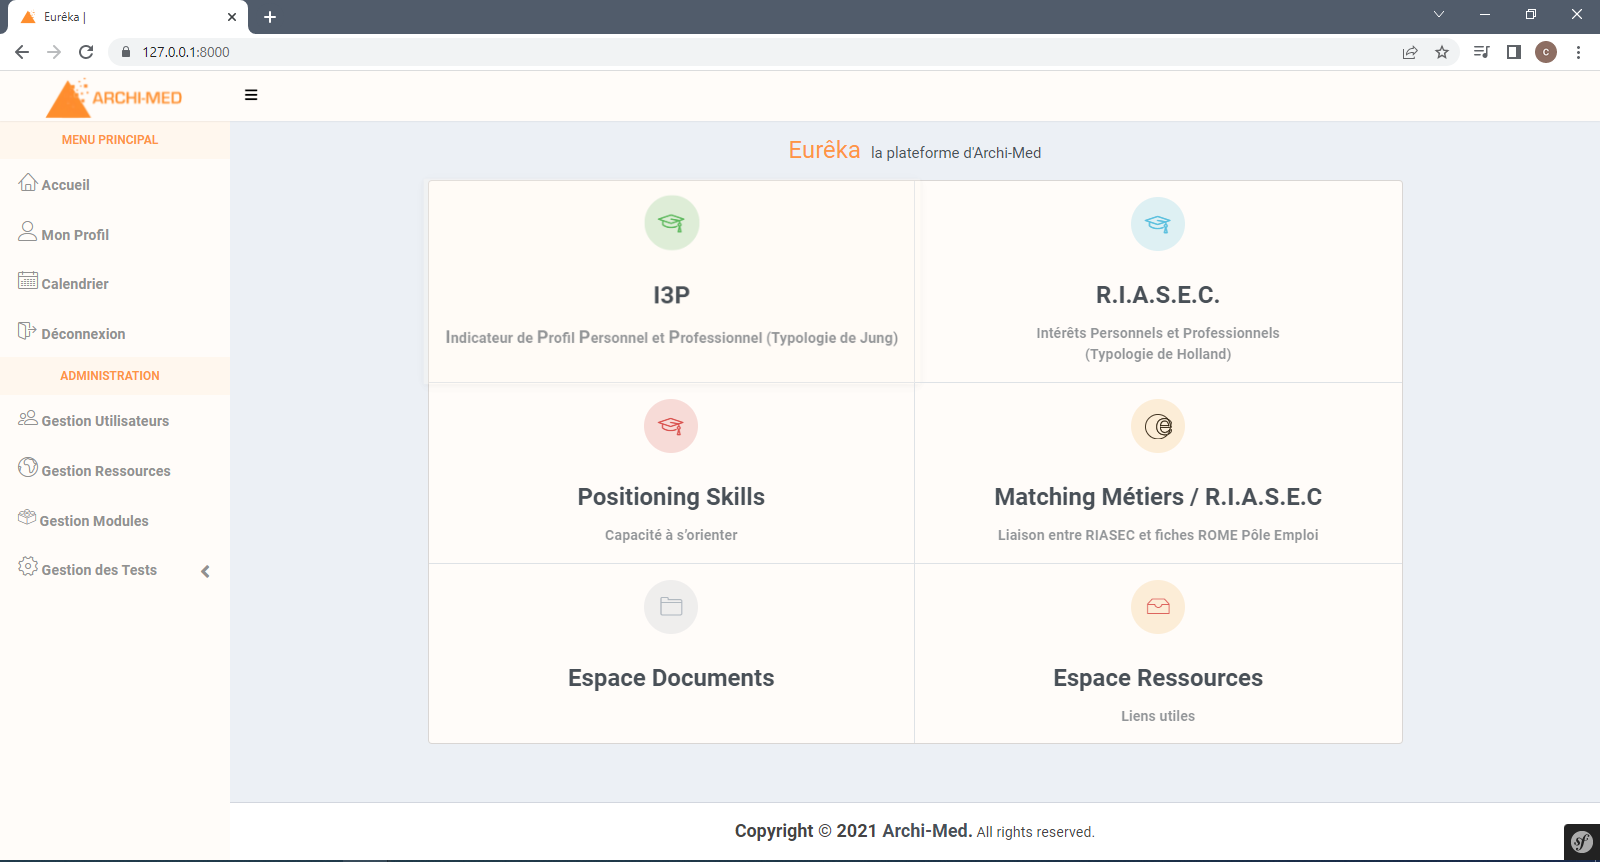 Eurêka |
127.0.0.1:8000
C
ARCHI-MED
MENU PRINCIPAL
Accueil
Mon Profil
Calendrier
Déconnexion
ADMINISTRATION
Gestion Utilisateurs
Gestion Ressources
Gestion Modules
Gestion des Tests
Eurêka la plateforme d'Archi-Med
I3P
Indicateur de Profil Personnel et Professionnel (Typologie de Jung)
R.I.A.S.E.C.
Intérêts Personnels et Professionnels
(Typologie de Holland)
Positioning Skills
Capacité à s'orienter
e
Matching Métiers / R.I.A.S.E.C
Liaison entre RIASEC et fiches ROME Pôle Emploi
Espace Documents
Espace Ressources
Liens utiles
Copyright © 2021 Archi-Med. All rights reserved.
sf